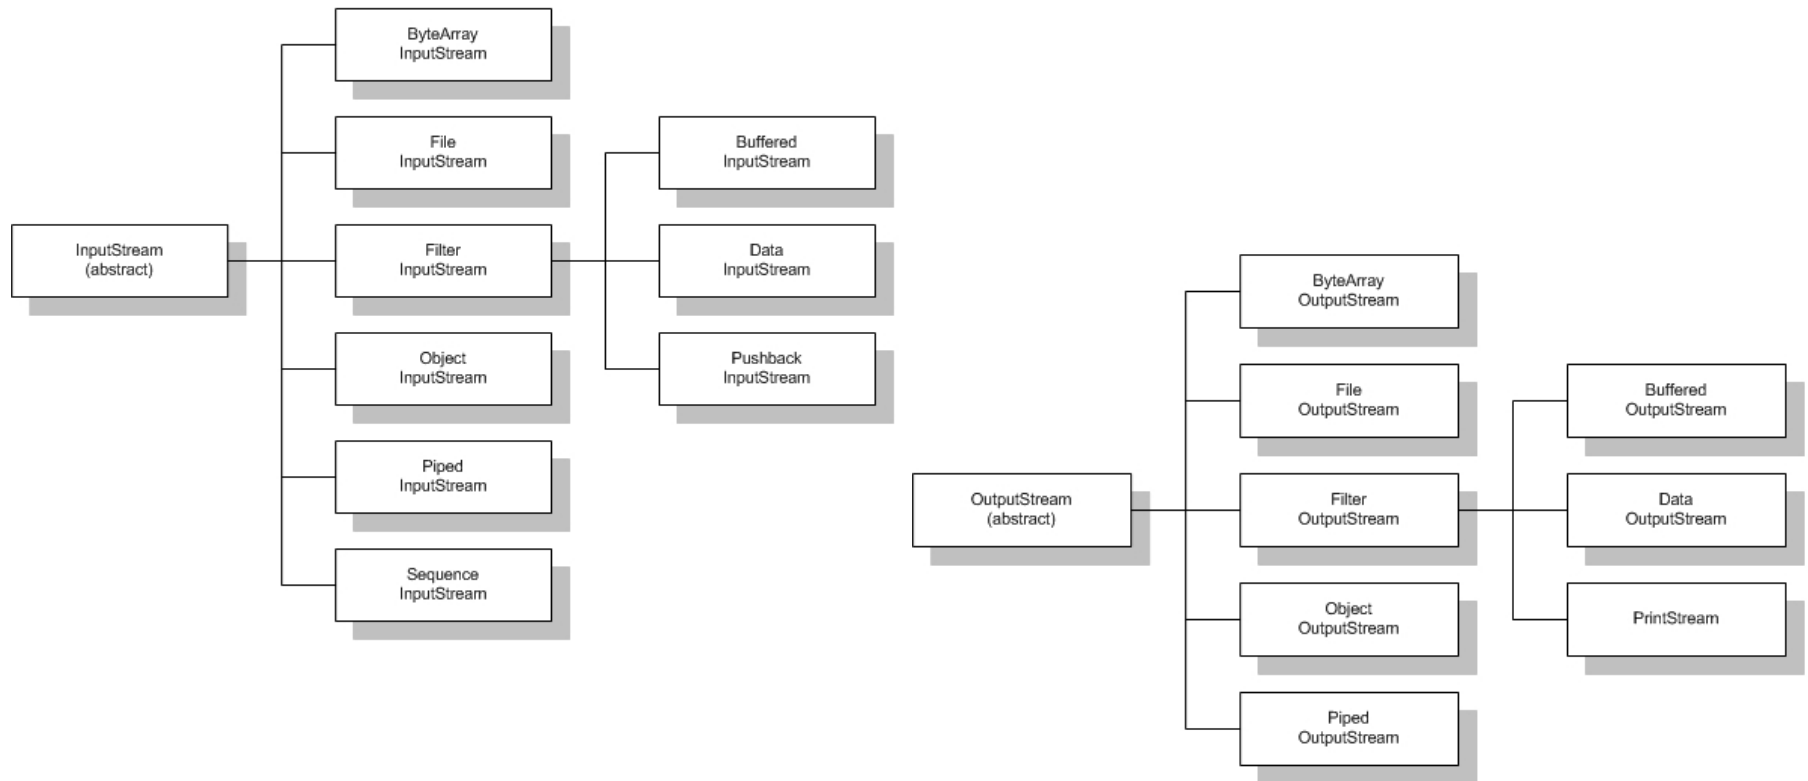 InputStream
(abstract)
ByteArray
InputStream
File
InputStream
Filter
InputStream
Object
InputStream
Piped
InputStream
Sequence
InputStream
Buffered
InputStream
Data
InputStream
Pushback
InputStream
OutputStream
(abstract)
ByteArray
OutputStream
File
OutputStream
Filter
OutputStream
Object
OutputStream
Piped
OutputStream
Buffered
OutputStream
Data
OutputStream
PrintStream